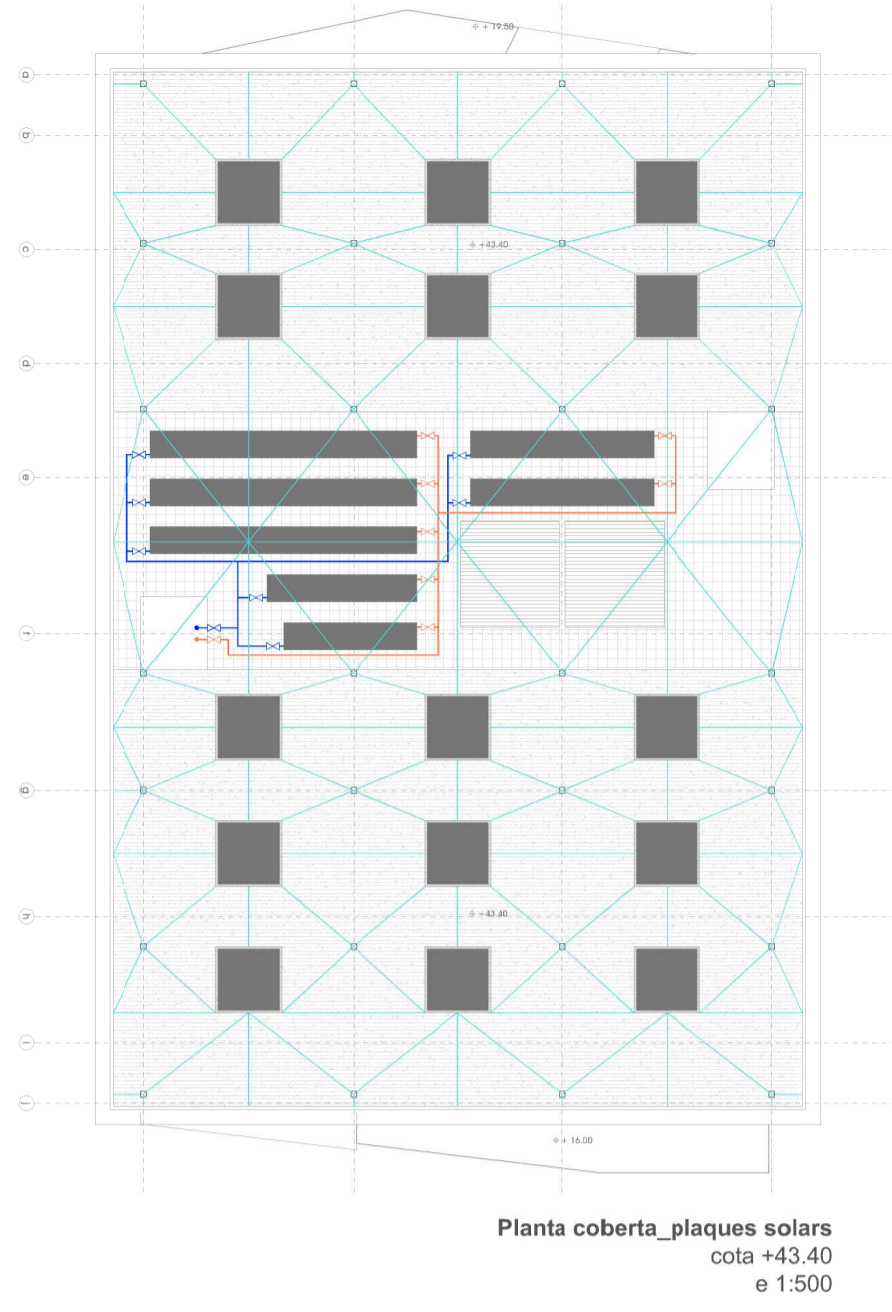 + 19.50
a
b
c
+43.40
d
e
f
g
h
+43.40
i
j
+ 16.00
Planta coberta_plaques solars
cota +43.40
e 1:500